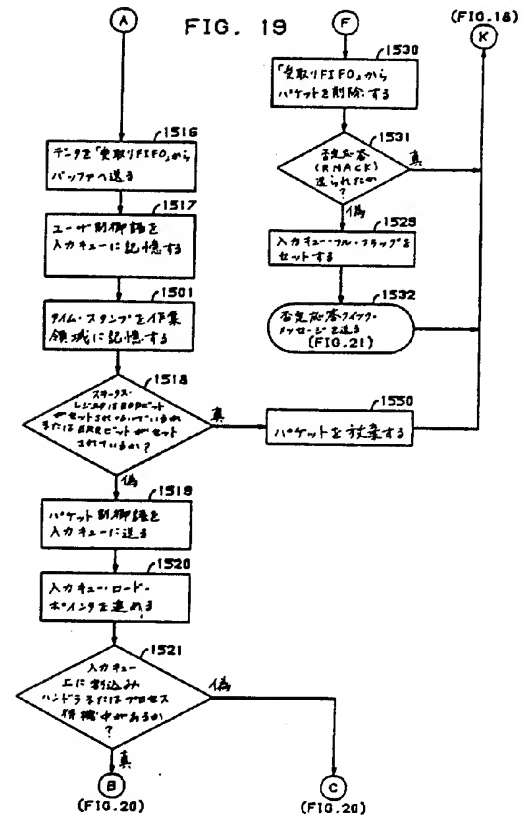 FIG. 19
(FIG.18)
A
F
K
1530
「受取りFIFO」から
パケットを削除する
1531
否定応答
(RNACK)
送られたか
?
真
偽
1529
入力キュー・フル・フラッグを
セットする
1532
否定応答クイック・
メッセージを送る
(FIG.21)
1516
データを「受取りFIFO」から
バッファへ送る
1517
ユーザ制御語を
入力キューに記憶する
1501
タイム・スタンプを作業
領域に記憶する
1518
ステータス・
レジスタはEOPビット
がセットされ
または ERRビットがセット
されているか?
真
偽
1550
パケットを放棄する
1519
パケット制御語を
入力キューに送る
1520
入力キュー・ロード・
ポインタを進める
1521
入力キュー
上に割込み
ハンドラまたはプロセス
待機中があるか
?
偽
真
B
(FIG.20)
C
(FIG.20)